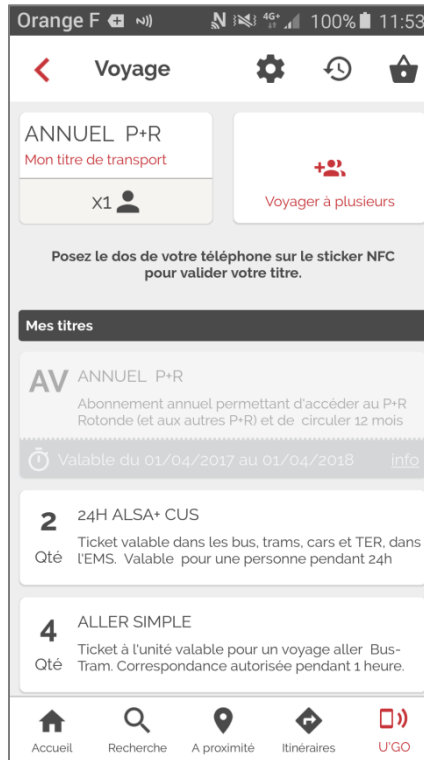 Orange F 4G+ 100% 11:53
Voyage
ANNUEL P+R
Mon titre de transport
X1
Voyager à plusieurs
Posez le dos de votre téléphone sur le sticker NFC
pour valider votre titre.
Mes titres
AV ANNUEL P+R
Abonnement annuel permettant d'accéder au P+R
Rotonde (et aux autres P+R) et de circuler 12 mois
Valable du 01/04/2017 au 01/04/2018 info
2 24H ALSA+ CUS
Ticket valable dans les bus, trams, cars et TER, dans
Qté l'EMS. Valable pour une personne pendant 24h
4 ALLER SIMPLE
Ticket à l'unité valable pour un voyage aller Bus-
Qté Tram. Correspondance autorisée pendant 1 heure.
Accueil Recherche A proximité Itinéraires U'GO